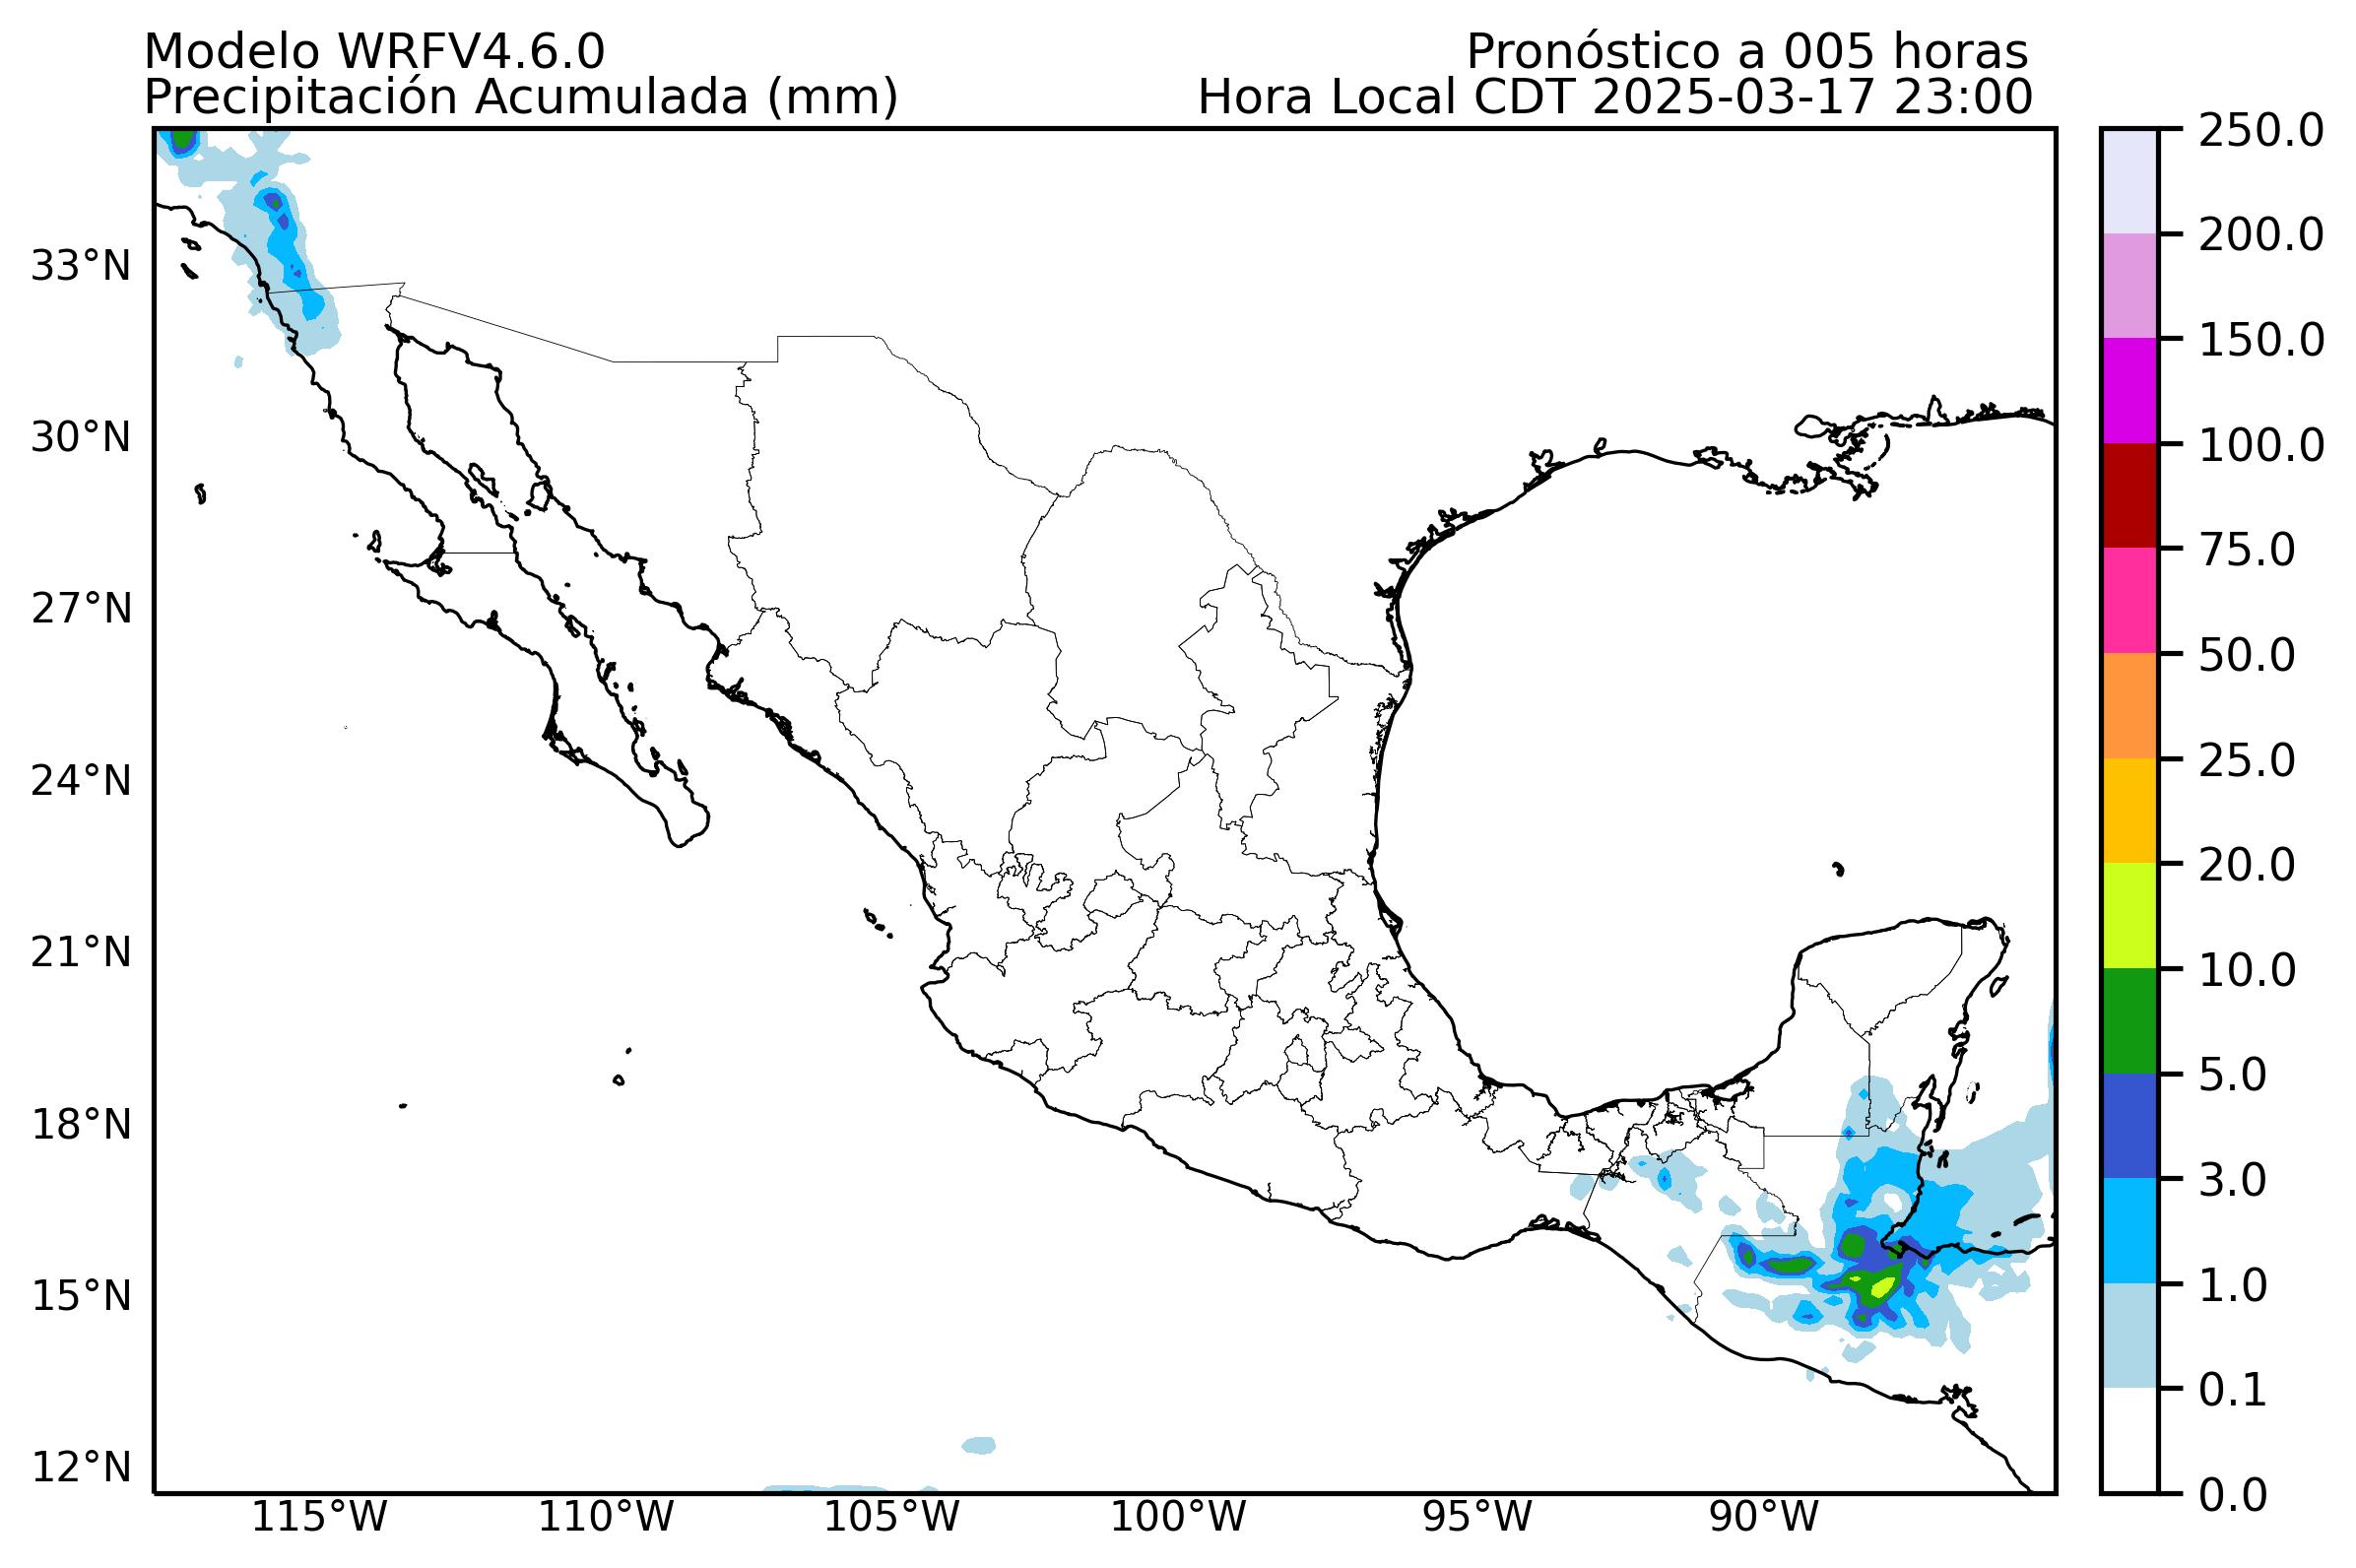 Modelo WRFV4.6.0
Pronóstico a 005 horas
Precipitación Acumulada (mm)
Hora Local CDT 2025-03-17 23:00
33°N
30°N
27°N
24°N
21°N
18°N
15°N
12°N
115°W
110°W
105°W
100°W
95°W
90°W
250.0
200.0
150.0
100.0
75.0
50.0
25.0
20.0
10.0
5.0
3.0
1.0
0.1
0.0